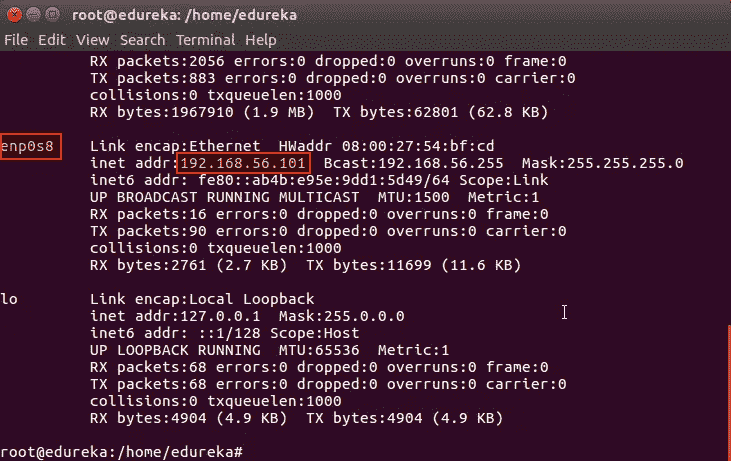 root@edureka: /home/edureka
File Edit View Search Terminal Help
RX packets:2056 errors:0 dropped:0 overruns:0 frame:0
TX packets:883 errors:0 dropped:0 overruns:0 carrier:0
collisions:0 txqueuelen:1000
RX bytes:1967910 (1.9 MB)  TX bytes:62801 (62.8 KB)
enp0s8 Link encap:Ethernet  HWaddr 08:00:27:54:bf:cd
inet addr:192.168.56.101  Bcast:192.168.56.255  Mask:255.255.255.0
inet6 addr: fe80::ab4b:e95e:9dd1:5d49/64 Scope:Link
UP BROADCAST RUNNING MULTICAST  MTU:1500  Metric:1
RX packets:16 errors:0 dropped:0 overruns:0 frame:0
TX packets:90 errors:0 dropped:0 overruns:0 carrier:0
collisions:0 txqueuelen:1000
RX bytes:2761 (2.7 KB)  TX bytes:11699 (11.6 KB)
lo Link encap:Local Loopback
inet addr:127.0.0.1  Mask:255.0.0.0
inet6 addr: ::1/128 Scope:Host
UP LOOPBACK RUNNING  MTU:65536  Metric:1
RX packets:68 errors:0 dropped:0 overruns:0 frame:0
TX packets:68 errors:0 dropped:0 overruns:0 carrier:0
collisions:0 txqueuelen:1000
RX bytes:4904 (4.9 KB)  TX bytes:4904 (4.9 KB)
root@edureka:/home/edureka#